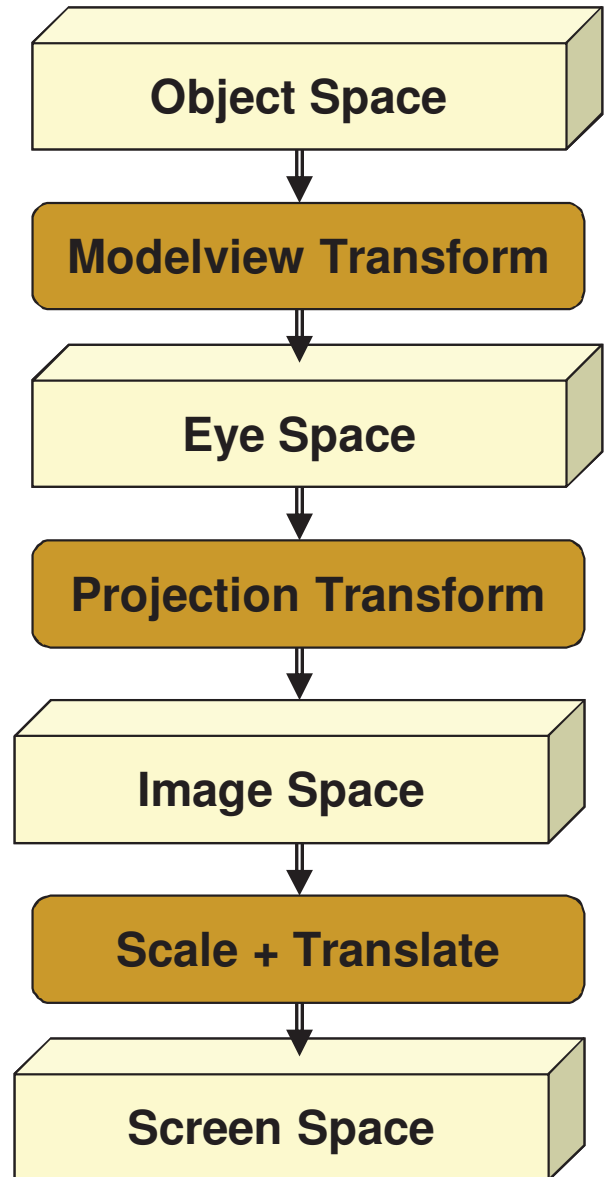 Object Space
Modelview Transform
Eye Space
Projection Transform
Image Space
Scale + Translate
Screen Space